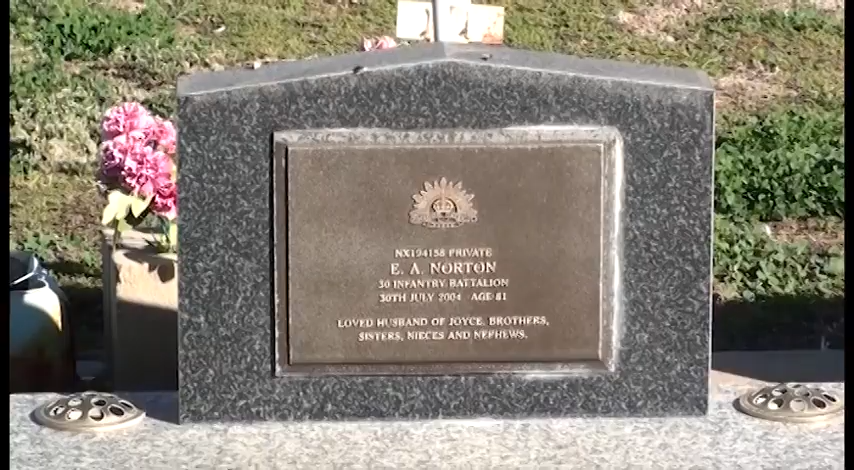 NX194158 PRIVATE
E. A. NORTON
30 INFANTRY BATTALION
30TH JULY 2004 AGE 81
LOVED HUSBAND OF JOYCE, BROTHERS,
SISTERS, NIECES AND NEPHEWS.